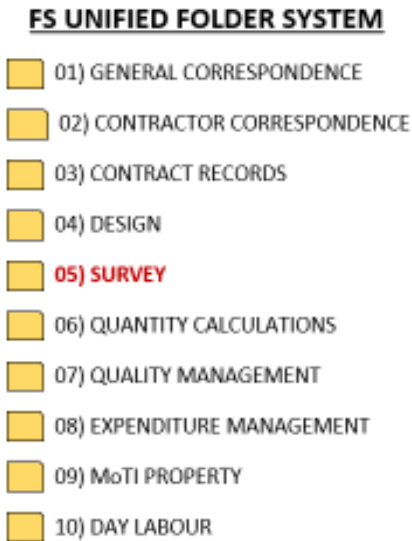 FS UNIFIED FOLDER SYSTEM
01) GENERAL CORRESPONDENCE
02) CONTRACTOR CORRESPONDENCE
03) CONTRACT RECORDS
04) DESIGN
05) SURVEY
06) QUANTITY CALCULATIONS
07) QUALITY MANAGEMENT
08) EXPENDITURE MANAGEMENT
09) MoTI PROPERTY
10) DAY LABOUR